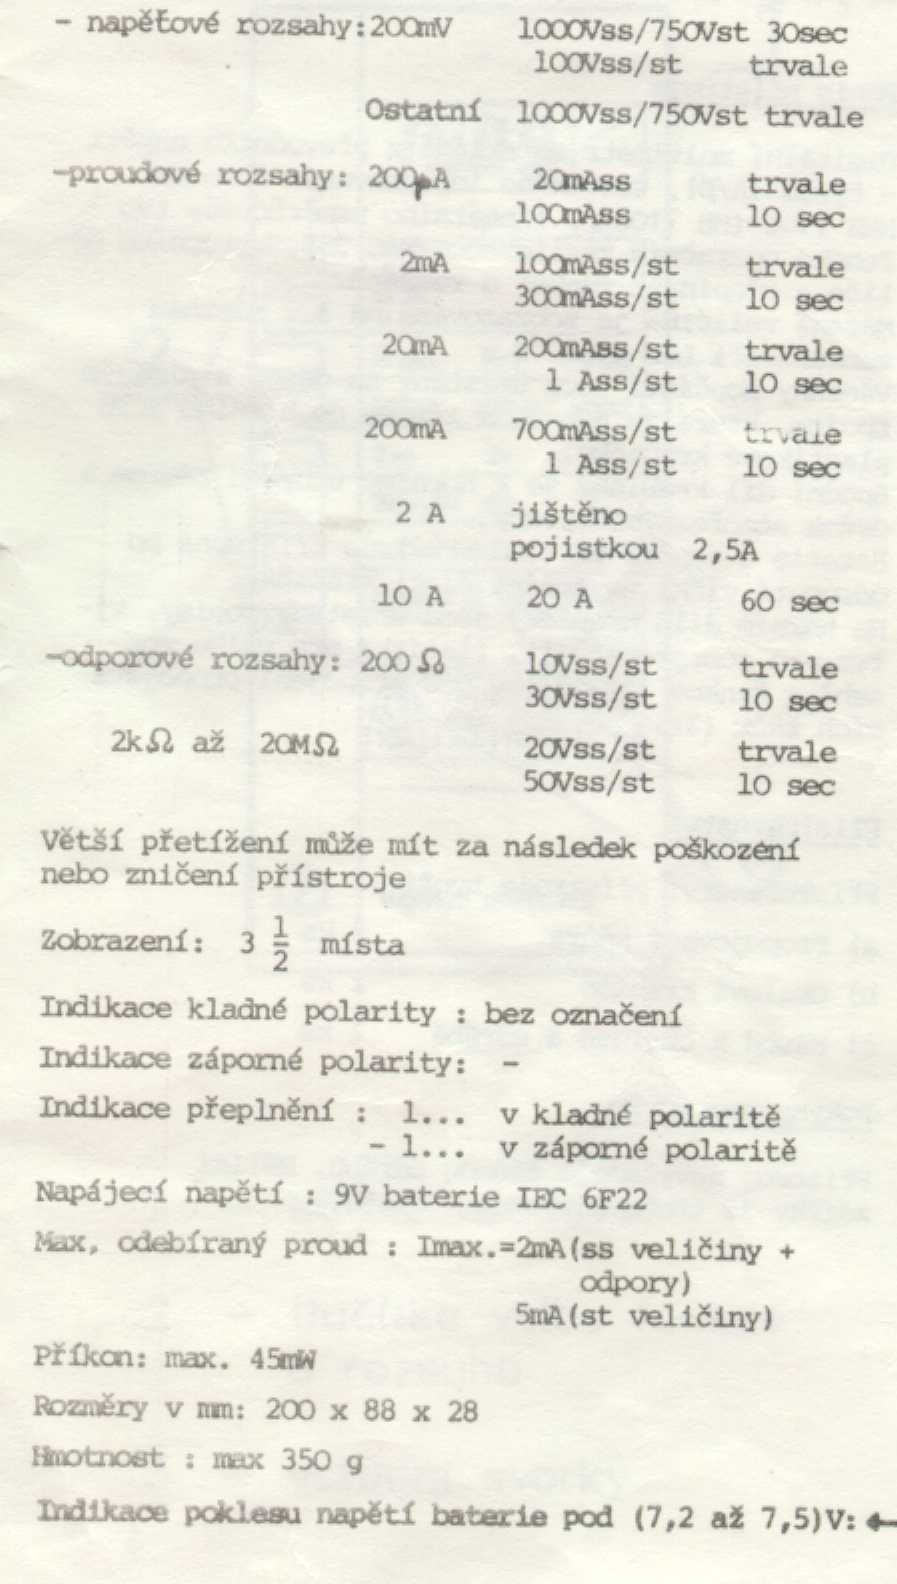 - napěťové rozsahy: 200mV 1000Vss/750Vst 30sec
100Vss/st trvale
Ostatní 1000Vss/750Vst trvale
-proudové rozsahy: 200µA 20mAss trvale
100mAss 10 sec
2mA 100mAss/st trvale
300mAss/st 10 sec
20mA 200mAss/st trvale
1 Ass/st 10 sec
200mA 700mAss/st trvale
1 Ass/st 10 sec
2 A jištěno
pojistkou 2,5A
10 A 20 A 60 sec
-odporové rozsahy: 200 Ω 10Vss/st trvale
30Vss/st 10 sec
2kΩ až 20MΩ 20Vss/st trvale
50Vss/st 10 sec
Větší přetížení může mít za následek poškození
nebo zničení přístroje
Zobrazení: 3 1/2 místa
Indikace kladné polarity : bez označení
Indikace záporné polarity: -
Indikace přeplnění : 1... v kladné polaritě
- 1... v záporné polaritě
Napájecí napětí : 9V baterie IEC 6F22
Max, odebíraný proud : Imax.=2mA(ss veličiny +
odpory)
5mA(st veličiny)
Příkon: max. 45mW
Rozměry v mm: 200 x 88 x 28
Hmotnost : max 350 g
Indikace poklesu napětí baterie pod (7,2 až 7,5)V: ←